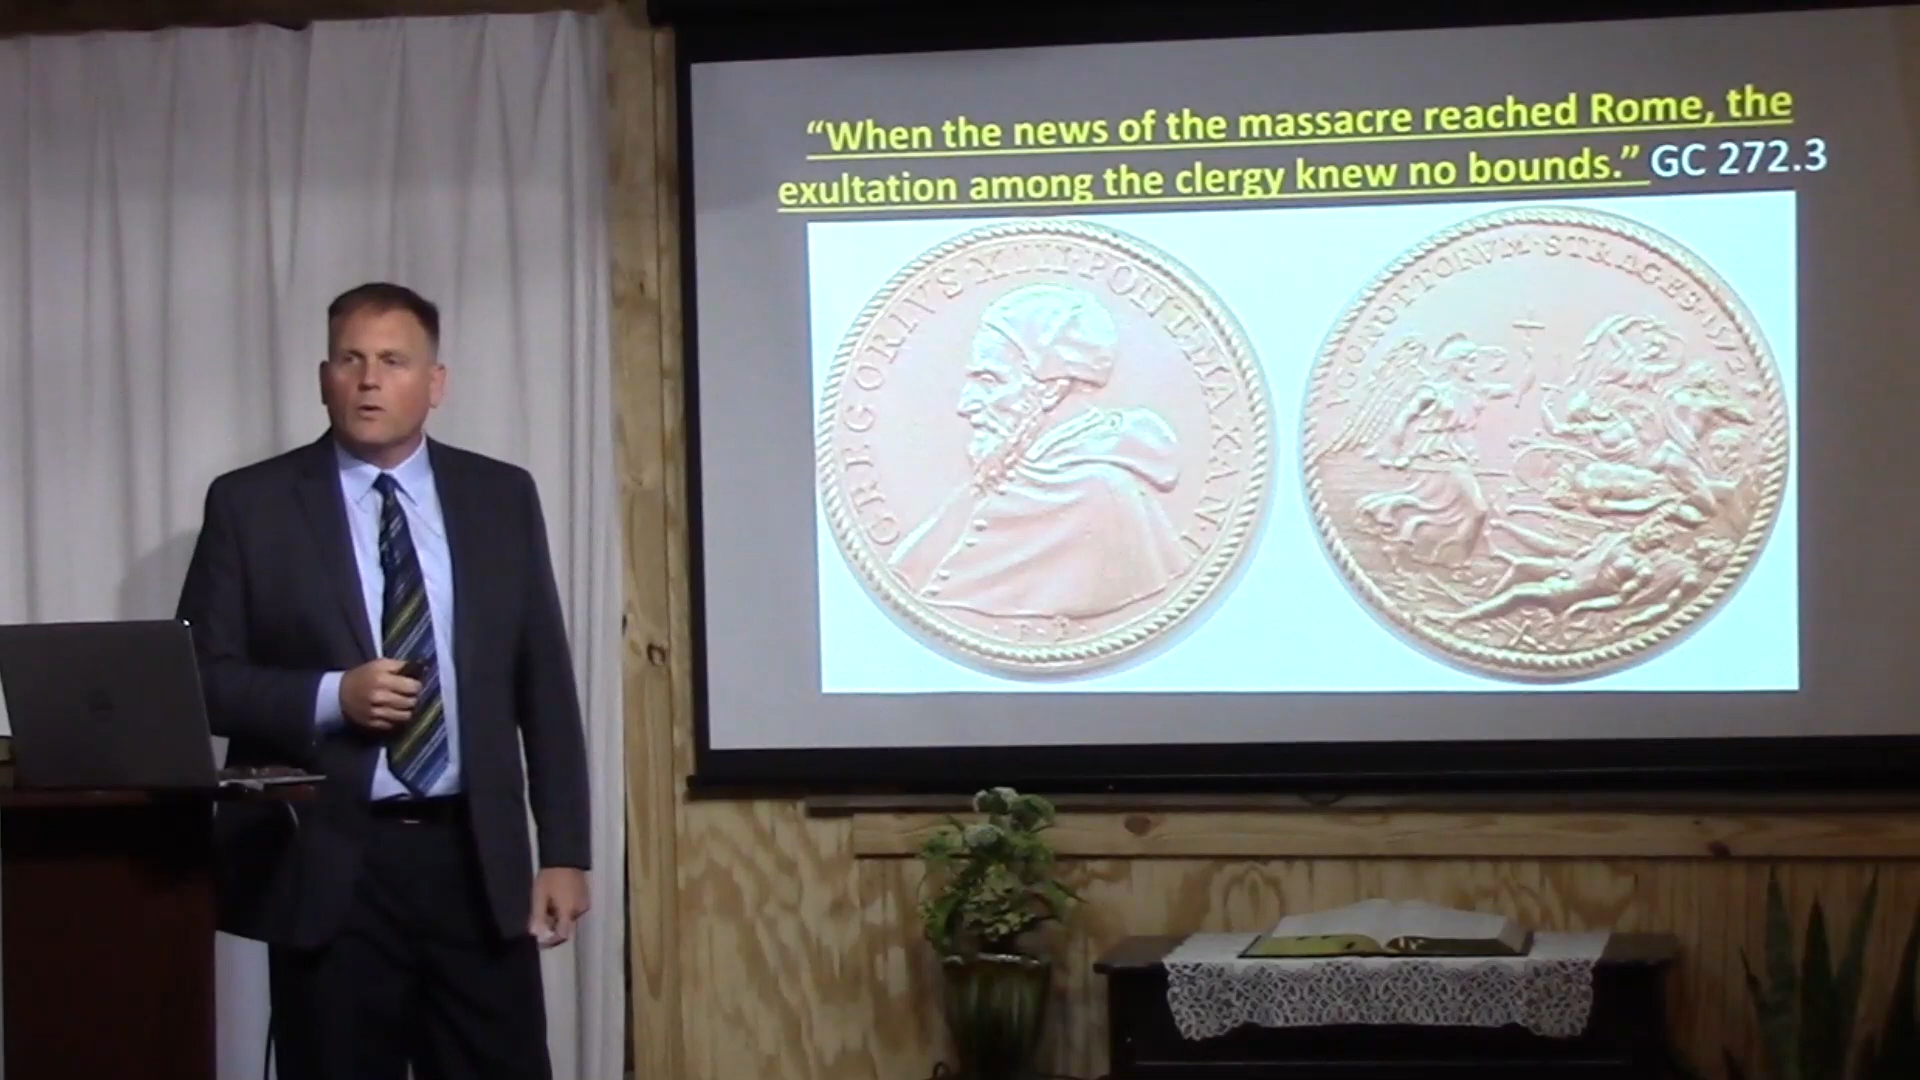 “When the news of the massacre reached Rome, the
exultation among the clergy knew no bounds.” GC 272.3
GREGORIVS·XIII·PONT·MAX·AN·I
F·P·
VGONOTTORVM·STRAGES·1572